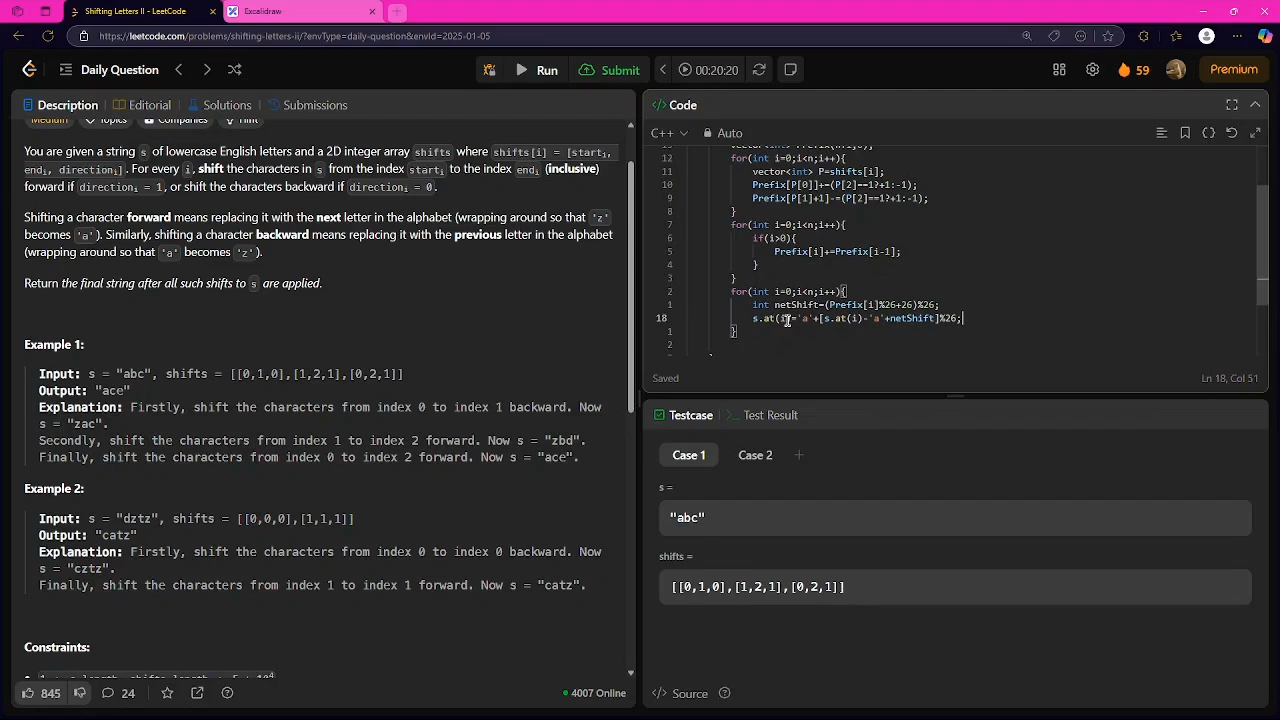 Shifting Letters II - LeetCode
Excalidraw
https://leetcode.com/problems/shifting-letters-ii/?envType=daily-question&envId=2025-01-05
Daily Question
Run
Submit
00:20:20
59
Premium
Description
Editorial
Solutions
Submissions
Medium
Topics
Companies
Hint
You are given a string s of lowercase English letters and a 2D integer array shifts where shifts[i] = [starti,
endi, directioni]. For every i, shift the characters in s from the index starti to the index endi (inclusive)
forward if directioni = 1, or shift the characters backward if directioni = 0.
Shifting a character forward means replacing it with the next letter in the alphabet (wrapping around so that 'z'
becomes 'a'). Similarly, shifting a character backward means replacing it with the previous letter in the alphabet
(wrapping around so that 'a' becomes 'z').
Return the final string after all such shifts to s are applied.
Example 1:
Input: s = "abc", shifts = [[0,1,0],[1,2,1],[0,2,1]]
Output: "ace"
Explanation: Firstly, shift the characters from index 0 to index 1 backward. Now
s = "zac".
Secondly, shift the characters from index 1 to index 2 forward. Now s = "zbd".
Finally, shift the characters from index 0 to index 2 forward. Now s = "ace".
Example 2:
Input: s = "dztz", shifts = [[0,0,0],[1,1,1]]
Output: "catz"
Explanation: Firstly, shift the characters from index 0 to index 0 backward. Now
s = "cztz".
Finally, shift the characters from index 1 to index 1 forward. Now s = "catz".
Constraints:
845
24
4007 Online
Code
C++
Auto
12 for(int i=0;i<n;i++){
11 vector<int> P=shifts[i];
10 Prefix[P[0]]+=(P[2]==1?+1:-1);
9 Prefix[P[1]+1]-=(P[2]==1?+1:-1);
8 }
7 for(int i=0;i<n;i++){
6 if(i>0){
5 Prefix[i]+=Prefix[i-1];
4 }
3 }
2 for(int i=0;i<n;i++){
1 int netShift=(Prefix[i]%26+26)%26;
18 s.at(i)='a'+[s.at(i)-'a'+netShift]%26;
1 }
2
Saved
Ln 18, Col 51
Testcase
Test Result
Case 1
Case 2
s =
"abc"
shifts =
[[0,1,0],[1,2,1],[0,2,1]]
Source